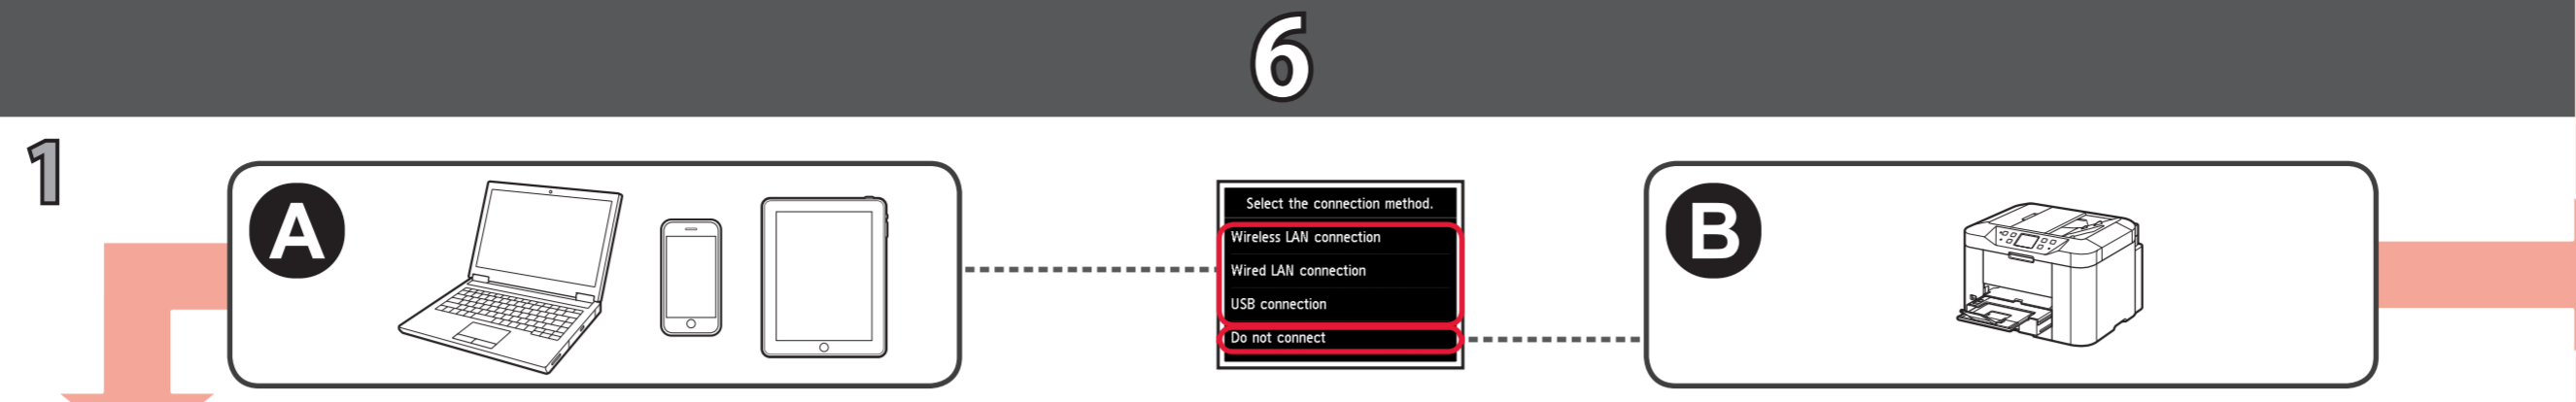 6
1
A
Select the connection method.
Wireless LAN connection
Wired LAN connection
USB connection
Do not connect
B